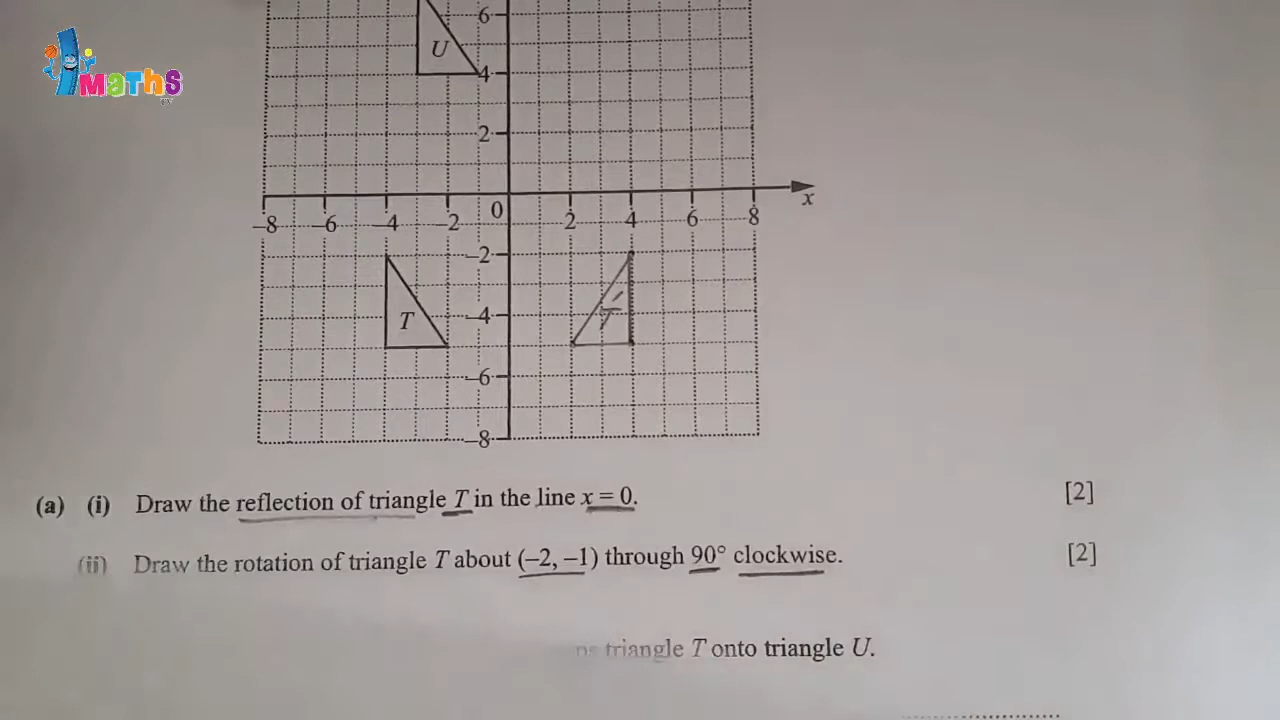 Maths
TV
6
U
4
2
x
–8 –6 –4 –2 0 2 4 6 8
–2
T T'
–4
–6
–8
(a) (i) Draw the reflection of triangle T in the line x = 0. [2]
(ii) Draw the rotation of triangle T about (–2, –1) through 90° clockwise. [2]
triangle T onto triangle U.